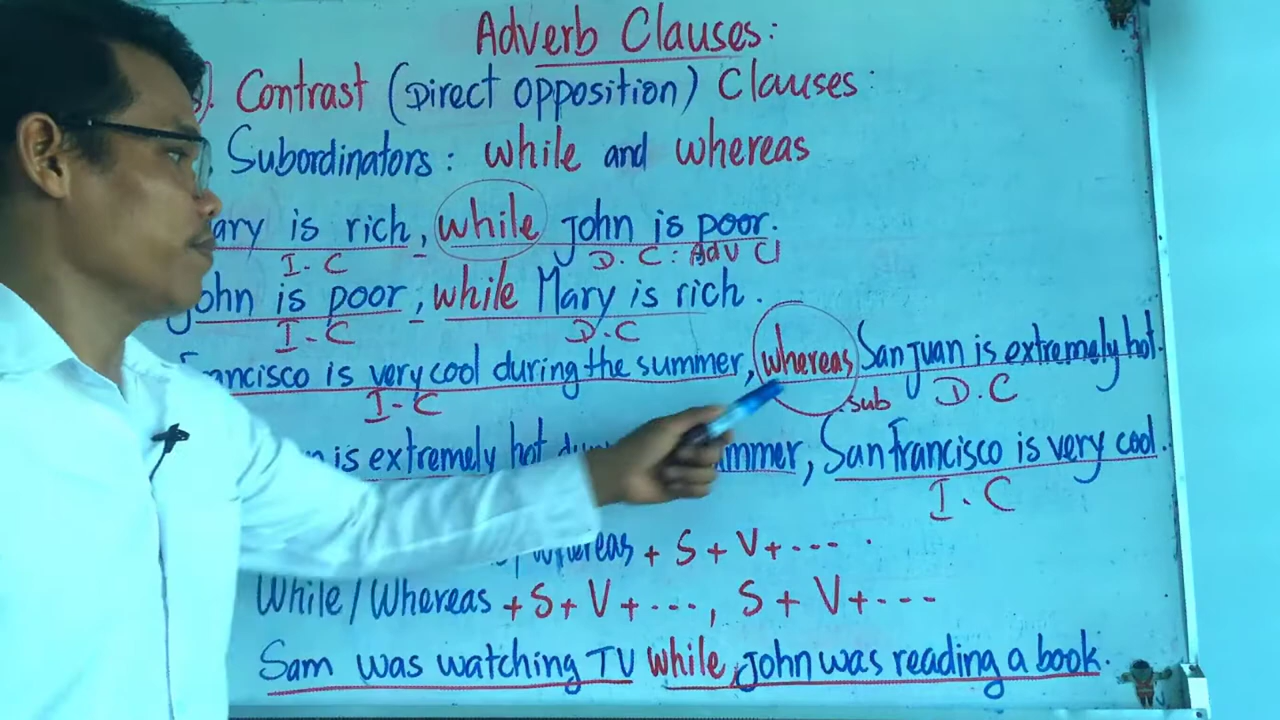 Adverb Clauses:
). Contrast (Direct opposition) Clauses:
Subordinators: while and whereas
ary is rich, while John is poor.
I.C D.C: Adv Cl
John is poor, while Mary is rich.
I.C D.C
ancisco is very cool during the summer, whereas San Juan is extremely hot.
I.C sub D.C
n is extremely hot mmer, San Francisco is very cool.
I.C
whereas + S + V + ---.
While/Whereas + S + V + ---, S + V + ---
Sam was watching TV while John was reading a book.